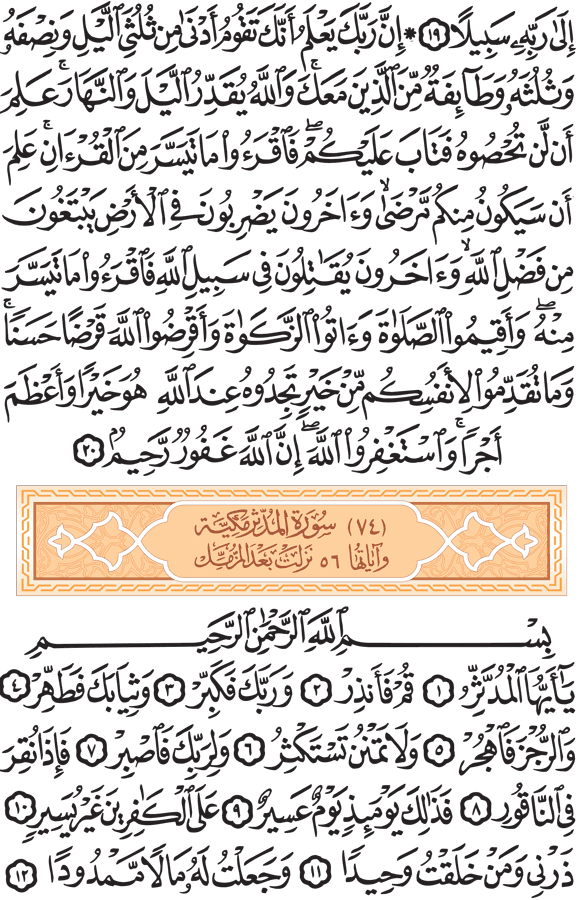 إِلَىٰ رَبِّهِۦ سَبِيلًا ١٩ * إِنَّ رَبَّكَ يَعْلَمُ أَنَّكَ تَقُومُ أَدْنَىٰ مِن ثُلُثَيِ ٱلَّيْلِ وَنِصْفَهُۥ
وَثُلُثَهُۥ وَطَآئِفَةٌ مِّنَ ٱلَّذِينَ مَعَكَۚ وَٱللَّهُ يُقَدِّرُ ٱلَّيْلَ وَٱلنَّهَارَۚ عَلِمَ
أَن لَّن تُحْصُوهُ فَتَابَ عَلَيْكُمْۖ فَٱقْرَءُوا۟ مَا تَيَسَّرَ مِنَ ٱلْقُرْءَانِۚ عَلِمَ
أَن سَيَكُونُ مِنكُم مَّرْضَىٰۙ وَءَاخَرُونَ يَضْرِبُونَ فِى ٱلْأَرْضِ يَبْتَغُونَ
مِن فَضْلِ ٱللَّهِۙ وَءَاخَرُونَ يُقَٰتِلُونَ فِى سَبِيلِ ٱللَّهِ فَٱقْرَءُوا۟ مَا تَيَسَّرَ
مِنْهُۖ وَأَقِيمُوا۟ ٱلصَّلَوٰةَ وَءَاتُوا۟ ٱلزَّكَوٰةَ وَأَقْرِضُوا۟ ٱللَّهَ قَرْضًا حَسَنًاۚ
وَمَا تُقَدِّمُوا۟ لِأَنفُسِكُم مِّنْ خَيْرٍ تَجِدُوهُ عِندَ ٱللَّهِ هُوَ خَيْرًا وَأَعْظَمَ
أَجْرًاۚ وَٱسْتَغْفِرُوا۟ ٱللَّهَۖ إِنَّ ٱللَّهَ غَفُورٌ رَّحِيمٌۢ ٢٠
(٧٤) سُورَةُ المُدَّثِّر مَكيَّة
وَآيَاتُهَا ٥٦ نَزَلَتْ بَعْدَ المُزَّمِّل
بِسْمِ ٱللَّهِ ٱلرَّحْمَٰنِ ٱلرَّحِيمِ
يَٰٓأَيُّهَا ٱلْمُدَّثِّرُ ١ قُمْ فَأَنذِرْ ٢ وَرَبَّكَ فَكَبِّرْ ٣ وَثِيَابَكَ فَطَهِّرْ ٤
وَٱلرُّجْزَ فَٱهْجُرْ ٥ وَلَا تَمْنُن تَسْتَكْثِرُ ٦ وَلِرَبِّكَ فَٱصْبِرْ ٧ فَإِذَا نُقِرَ
فِى ٱلنَّاقُورِ ٨ فَذَٰلِكَ يَوْمَئِذٍ يَوْمٌ عَسِيرٌ ٩ عَلَى ٱلْكَٰفِرِينَ غَيْرُ يَسِيرٍ ١٠
ذَرْنِى وَمَنْ خَلَقْتُ وَحِيدًا ١١ وَجَعَلْتُ لَهُۥ مَالًا مَّمْدُودًا ١٢